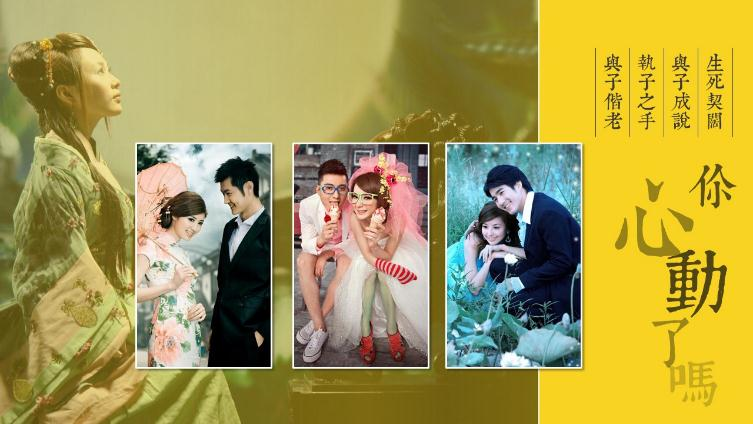 生死契闊
與子成說
執子之手
與子偕老
你心動了嗎